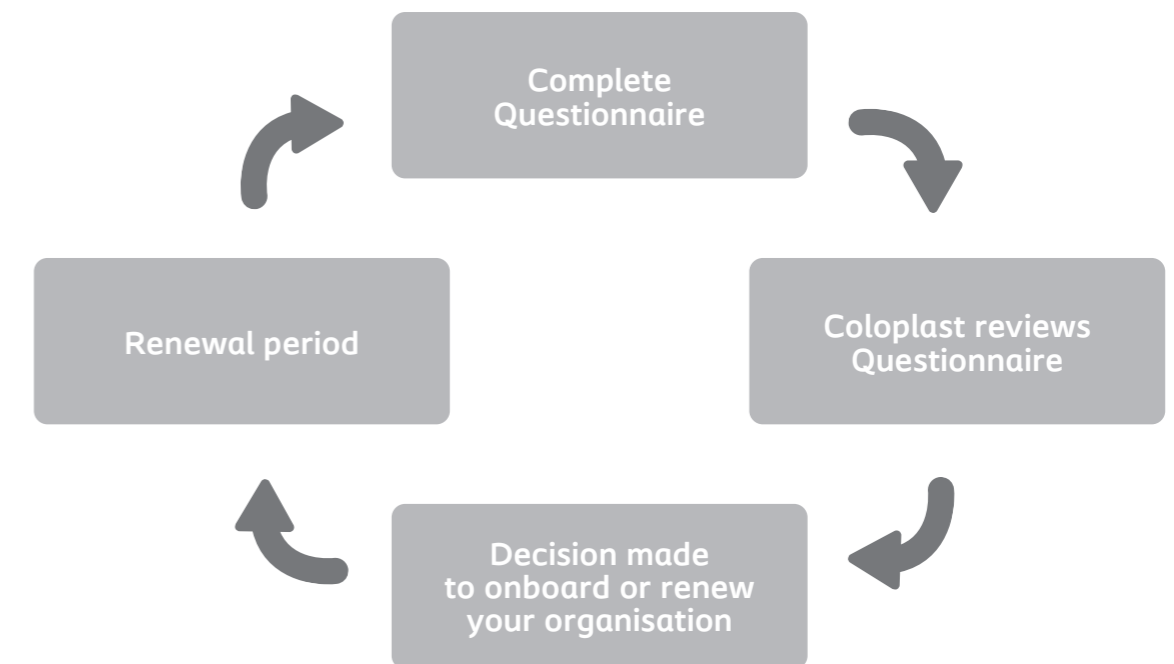 Complete
Questionnaire
Coloplast reviews
Questionnaire
Decision made
to onboard or renew
your organisation
Renewal period